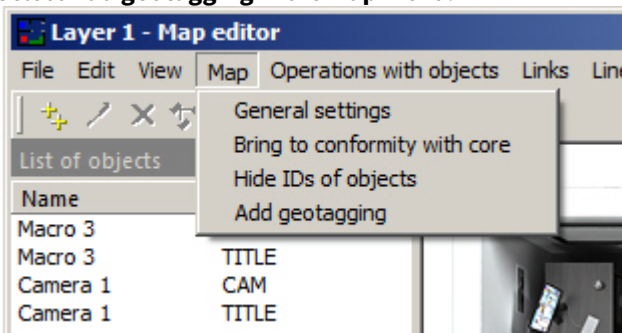 Layer 1 - Map editor
File Edit View Map Operations with objects Links
General settings
Bring to conformity with core
Hide IDs of objects
Add geotagging
List of objects
Name
Macro 3
Macro 3 TITLE
Camera 1 CAM
Camera 1 TITLE